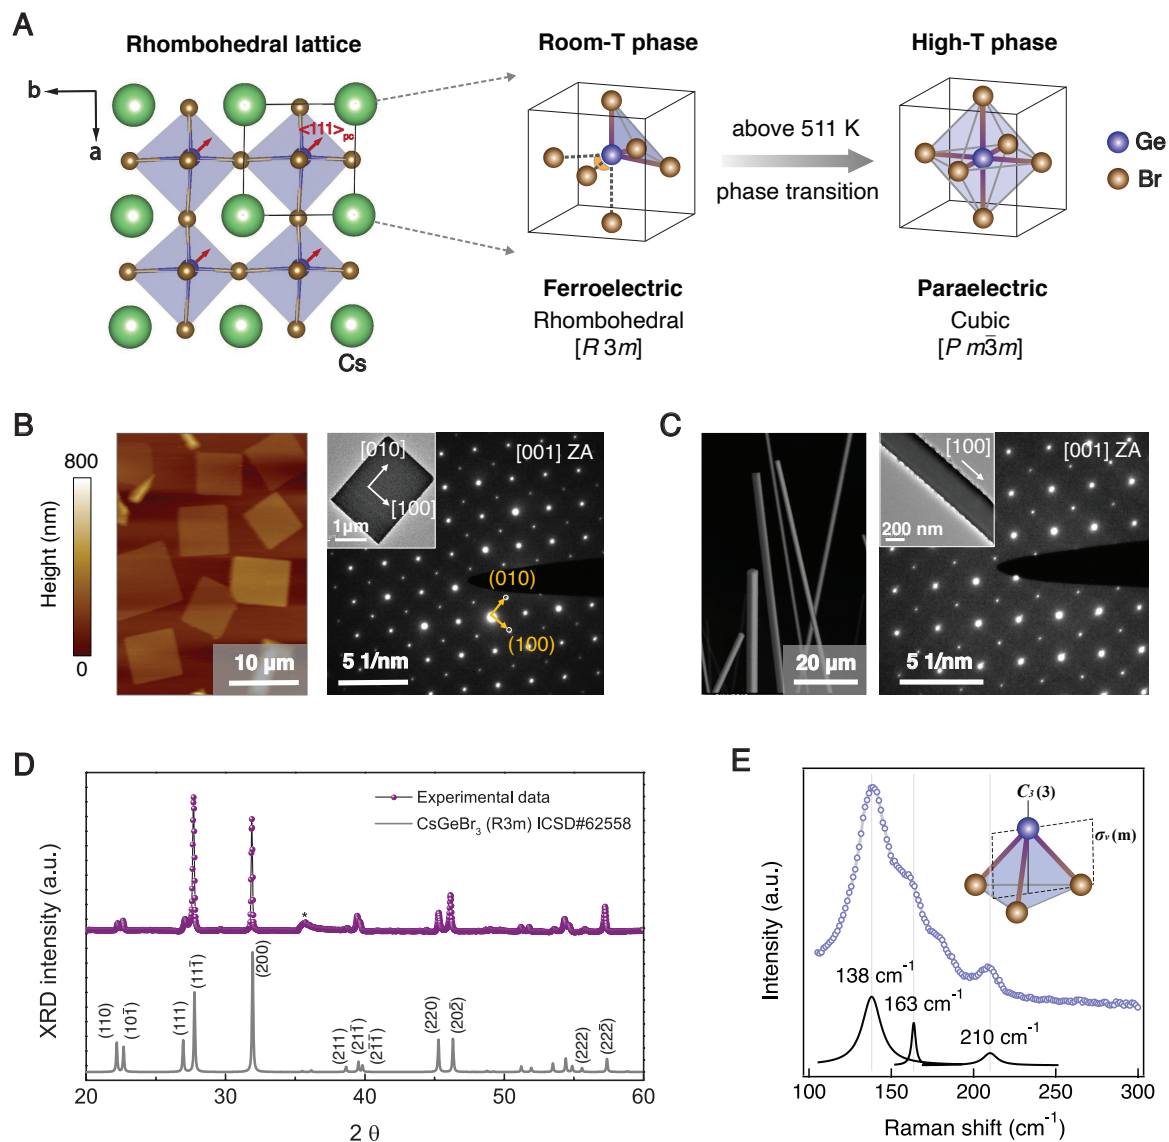 A
Rhombohedral lattice
b
a
<111>pc
Cs
Room-T phase
Ferroelectric
Rhombohedral
[R 3m]
above 511 K
phase transition
High-T phase
Paraelectric
Cubic
[P m3̅m]
Ge
Br
B
800
Height (nm)
0
10 µm
[010]
[100]
1µm
[001] ZA
(010)
(100)
5 1/nm
C
20 µm
[100]
200 nm
[001] ZA
5 1/nm
D
Experimental data
CsGeBr₃ (R3m) ICSD#62558
*
XRD intensity (a.u.)
(110)
(101̅)
(111)
(111̅)
(200)
(211)
(211̅)
(21̅1̅)
(220)
(202̅)
(222)
(222̅)
20
30
40
50
60
2 θ
E
C₃(3)
σᵥ(m)
Intensity (a.u.)
138 cm⁻¹
163 cm⁻¹
210 cm⁻¹
100
150
200
250
300
Raman shift (cm⁻¹)